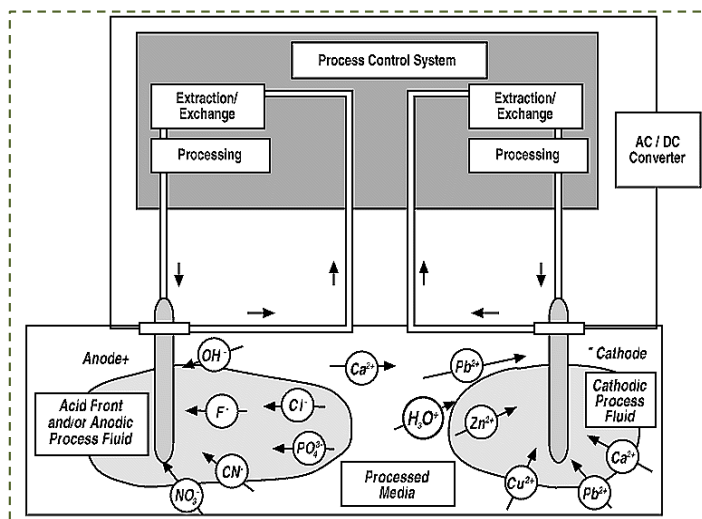 Process Control System
Extraction/
Exchange
Processing
Extraction/
Exchange
Processing
AC / DC
Converter
Anode+
OH⁻
Ca²⁺
Pb²⁺
⁻ Cathode
Acid Front
and/or Anodic
Process Fluid
F⁻
Cl⁻
H₃O⁺
Zn²⁺
Cathodic
Process
Fluid
PO₄³⁻
CN⁻
NO₃⁻
Processed
Media
Cu²⁺
Pb²⁺
Ca²⁺